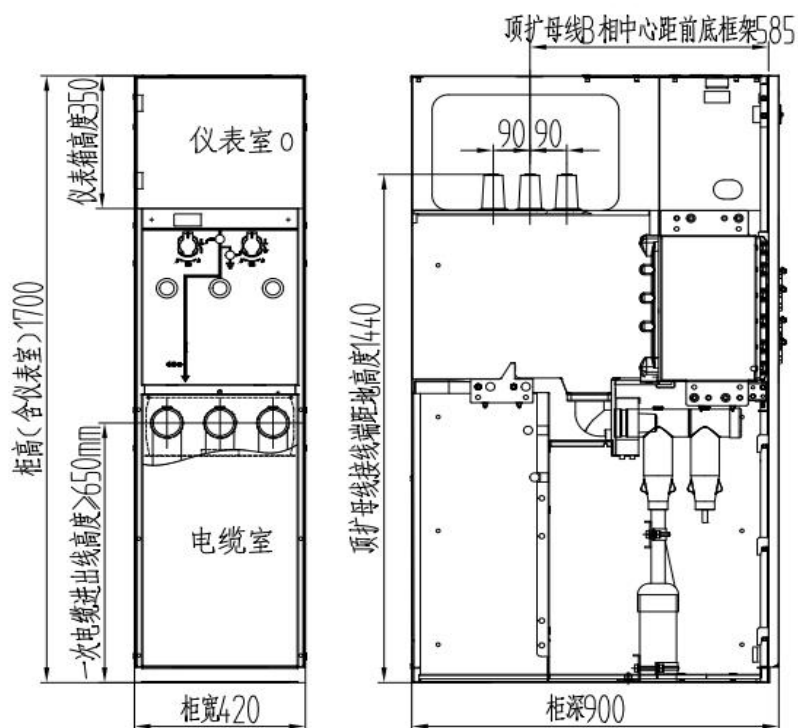 顶扩母线B相中心距前底框架585
仪表箱高度350
仪表室
90 90
柜高(含仪表室)1700
顶扩母线接线端距地高度1440
一次电缆进出线高度≥650mm
电缆室
柜宽420
柜深900